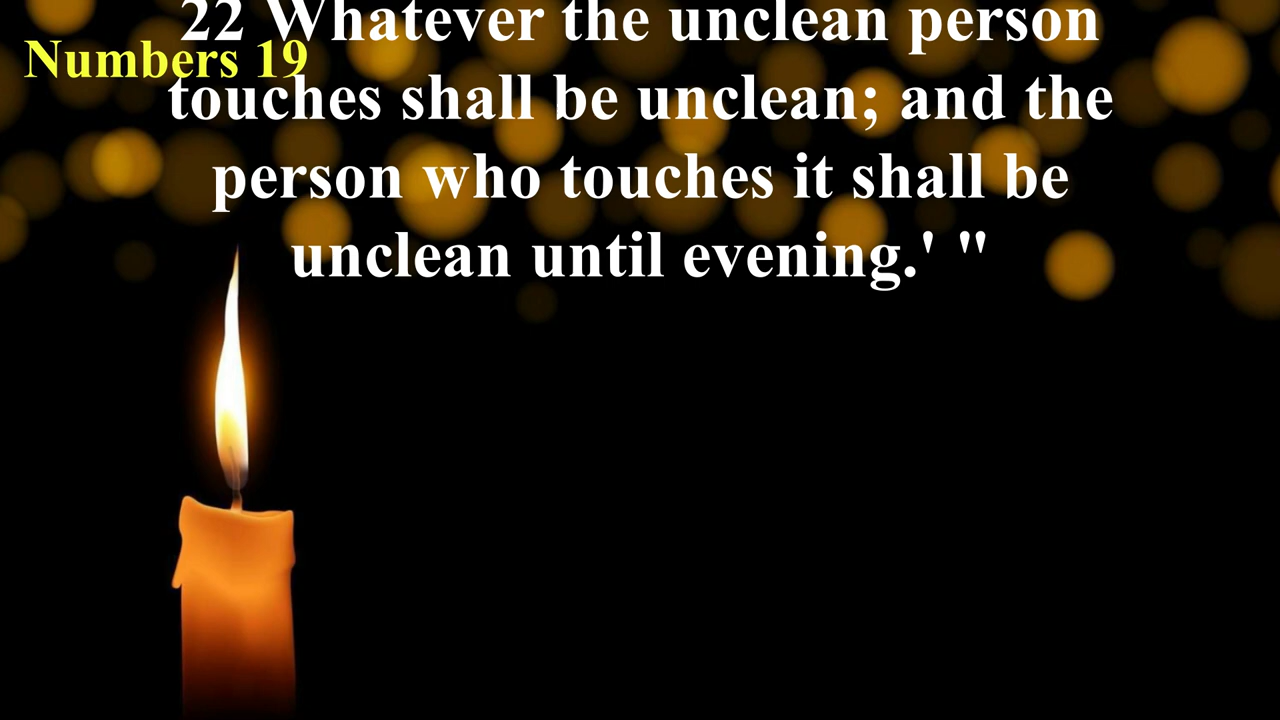 22 Whatever the unclean person
Numbers 19
touches shall be unclean; and the
person who touches it shall be
unclean until evening.' "